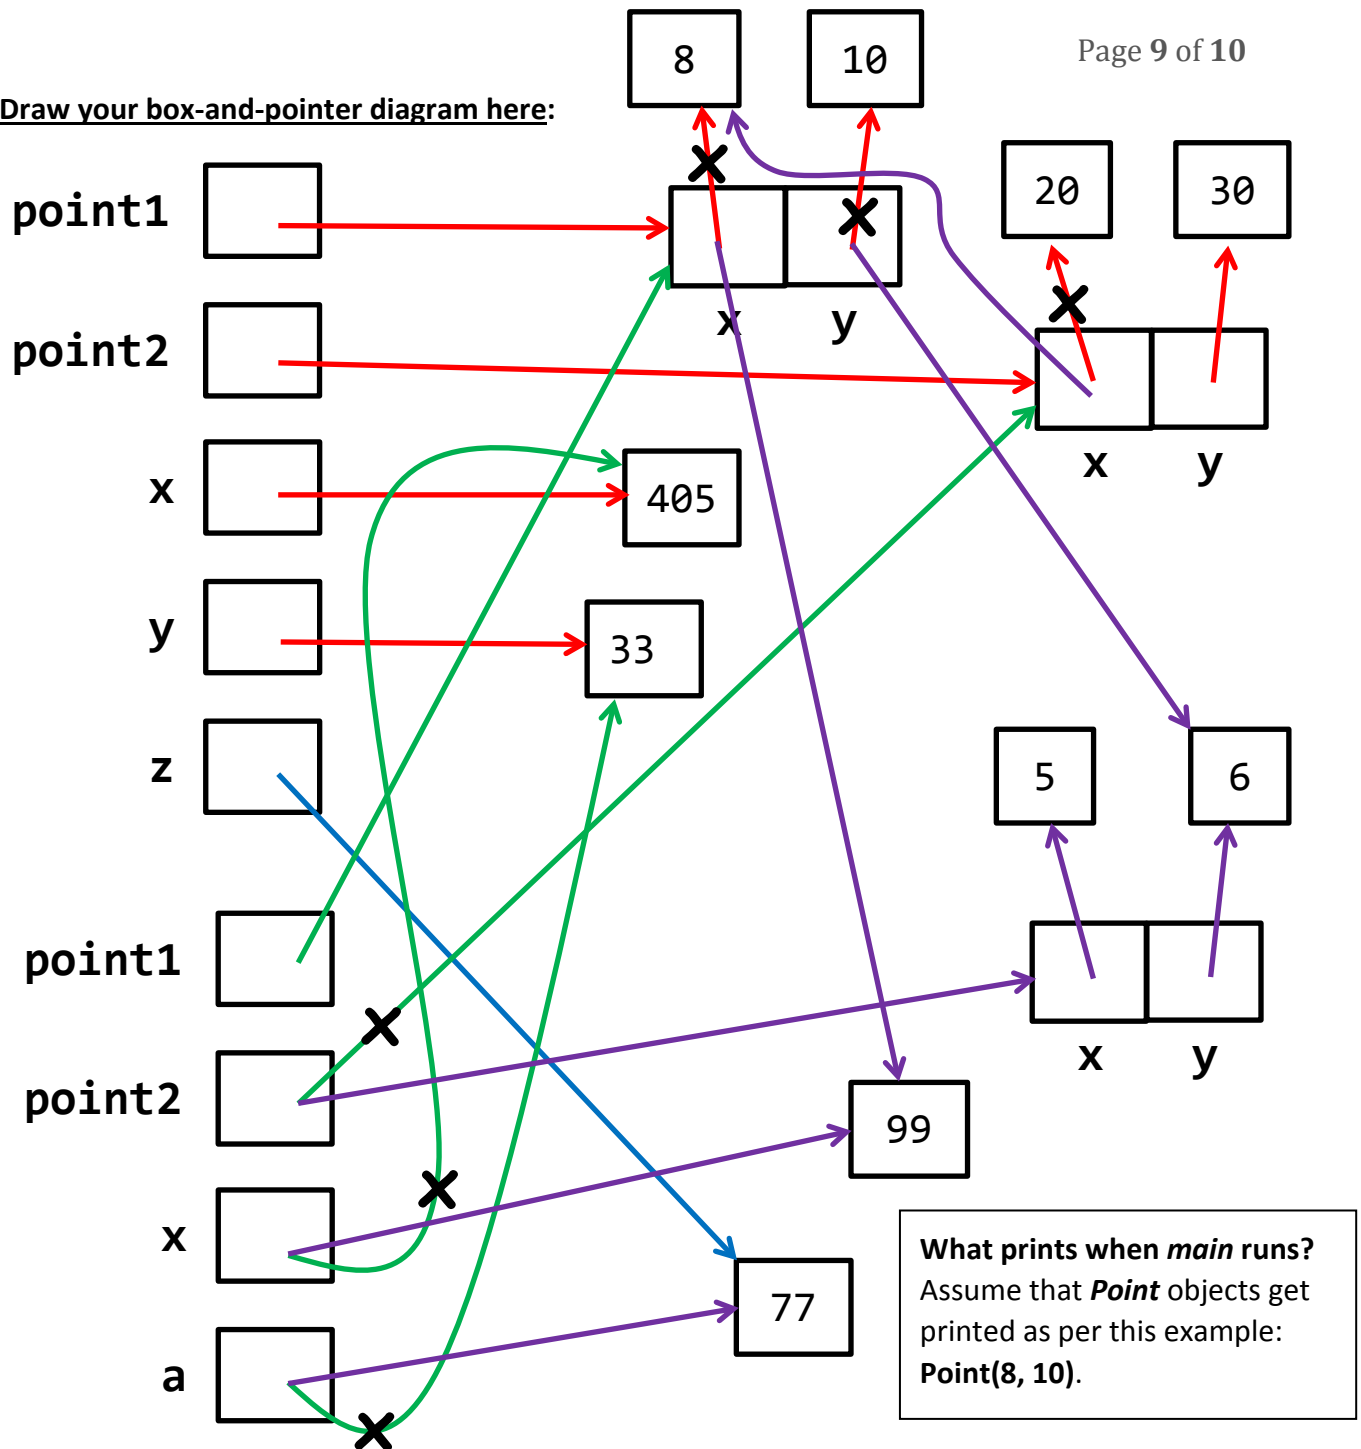 Page 9 of 10
Draw your box-and-pointer diagram here:
8
10
point1
20
30
x
y
point2
x
y
x
405
y
33
z
5
6
point1
x
y
point2
99
x
77
a
What prints when main runs?
Assume that Point objects get
printed as per this example:
Point(8, 10).